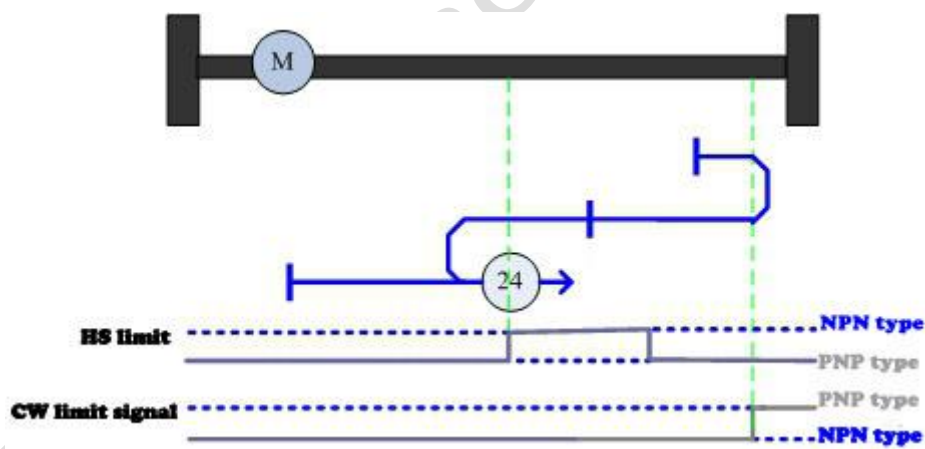 M
24
HS limit
NPN type
PNP type
CW limit signal
PNP type
NPN type